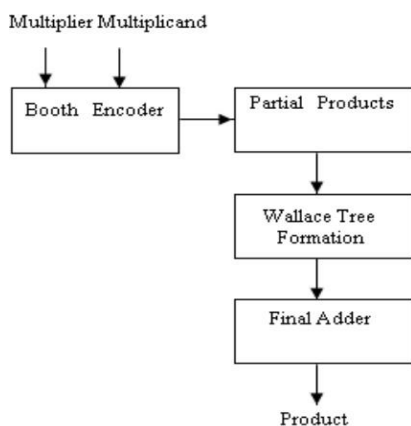 Multiplier Multiplicand
Booth Encoder
Partial Products
Wallace Tree
Formation
Final Adder
Product